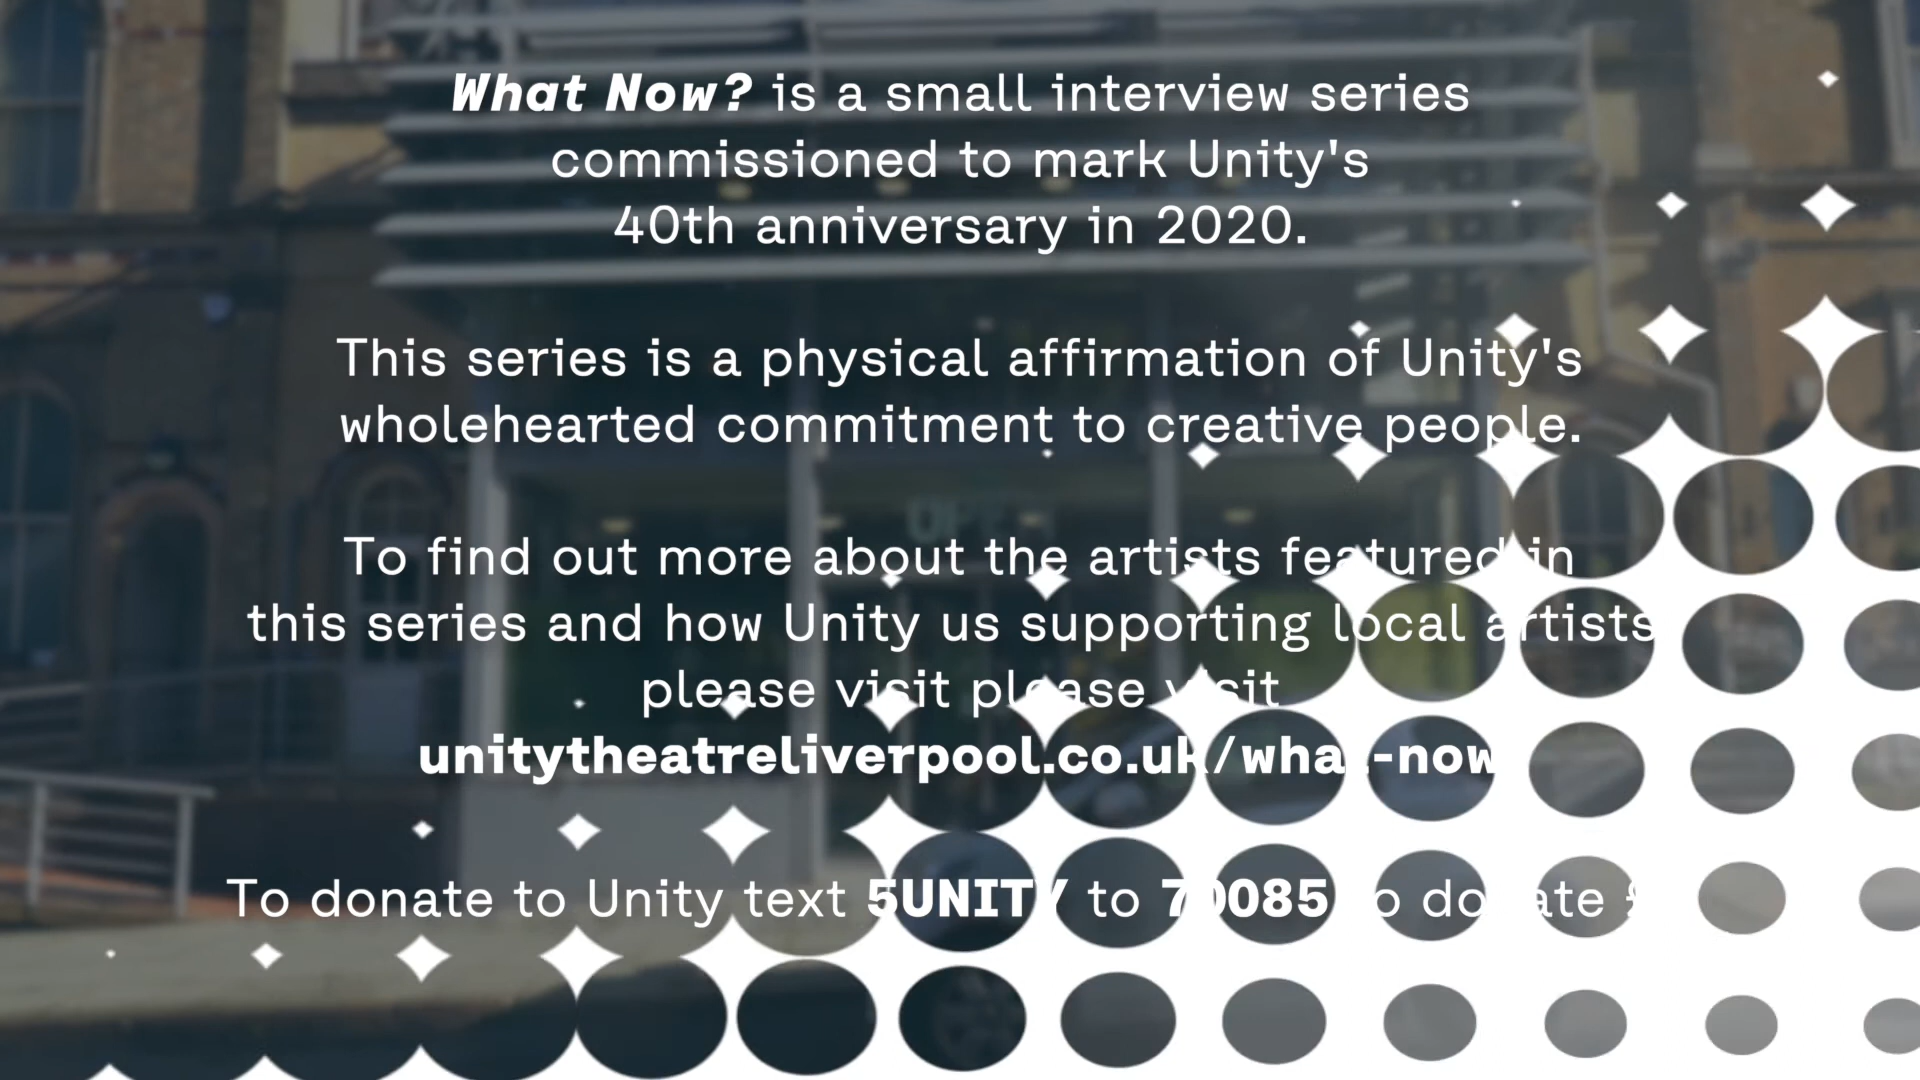 What Now? is a small interview series
commissioned to mark Unity's
40th anniversary in 2020.
This series is a physical affirmation of Unity's
wholehearted commitment to creative people.
To find out more about the artists featured in
this series and how Unity us supporting local artists
please visit please visit
unitytheatreliverpool.co.uk/what-now
To donate to Unity text 5UNITY to 70085 to donate